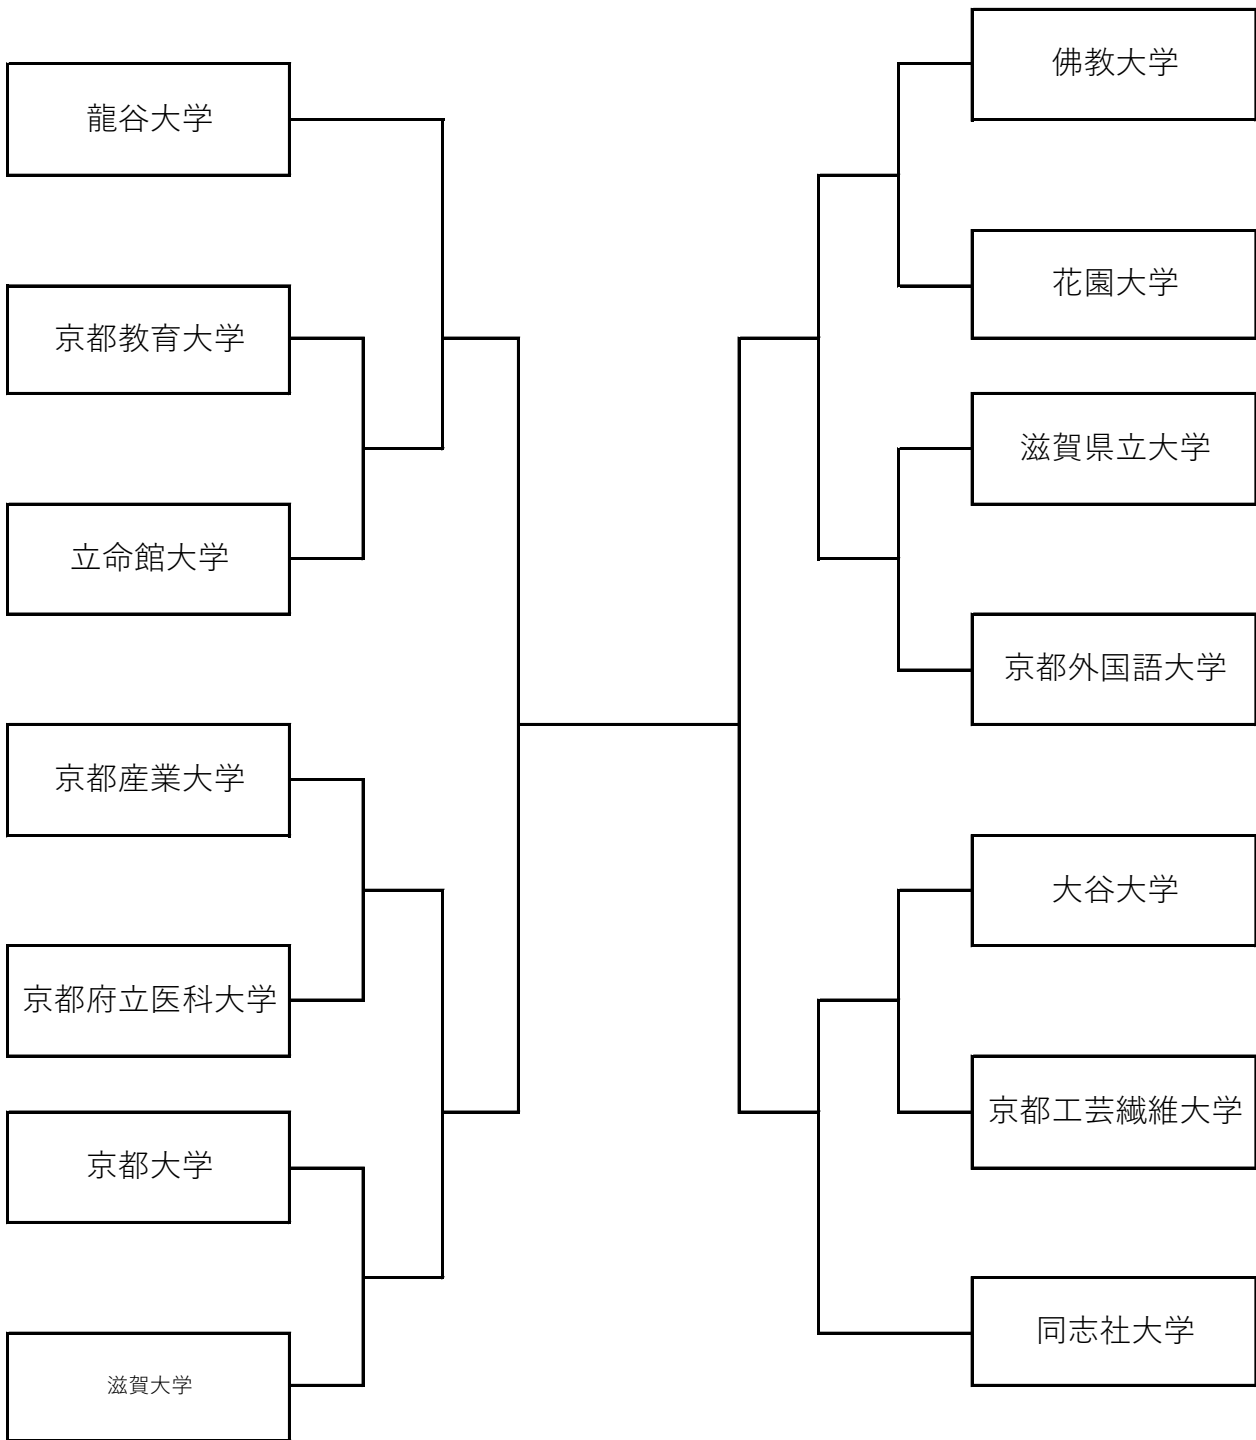 龍谷大学
京都教育大学
立命館大学
京都産業大学
京都府立医科大学
京都大学
滋賀大学
佛教大学
花園大学
滋賀県立大学
京都外国語大学
大谷大学
京都工芸繊維大学
同志社大学